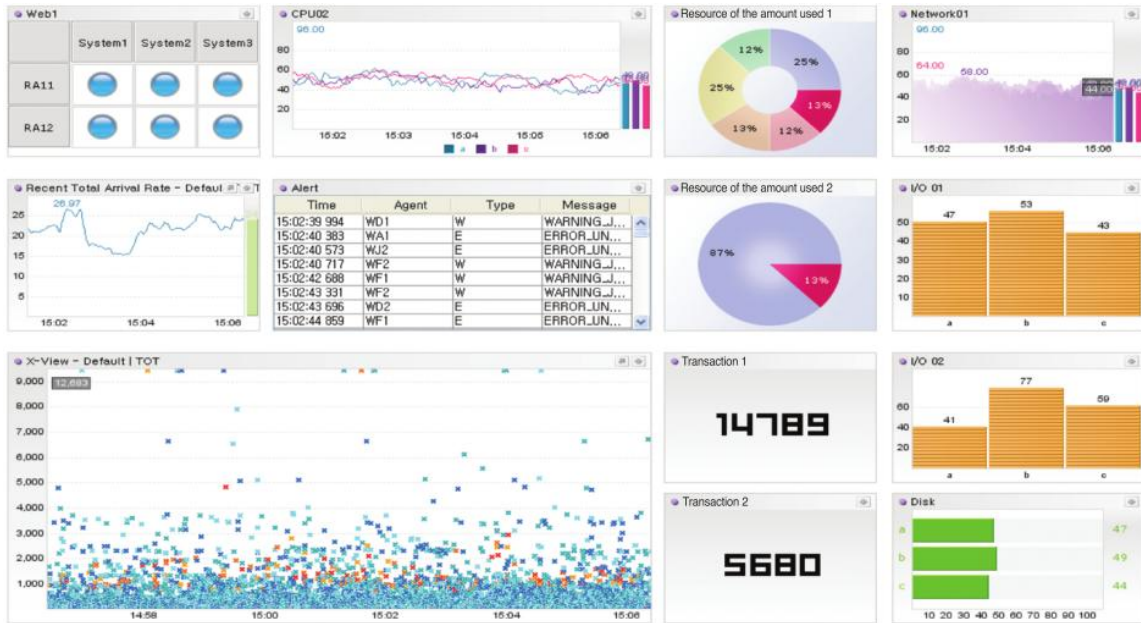 Web1
System1 System2 System3
RA11
RA12
CPU02
96.00
80
60
40
20
15:02 15:03 15:04 15:05 15:06
a b c
Resource of the amount used 1
12% 25%
25% 13%
13% 12%
Network01
96.00
80
64.00 68.00
60
44.00
40
20
15:02 15:04 15:06
Recent Total Arrival Rate - Defaul
26.97
25
20
15
5
15:02 15:04 15:06
Alert
Time Agent Type Message
15:02:39 994 WD1 W WARNING_J...
15:02:40 383 WA1 E ERROR_UN...
15:02:40 573 WJ2 E ERROR_UN...
15:02:40 717 WF2 W WARNING_J...
15:02:42 688 WF1 W WARNING_J...
15:02:43 331 WF2 W WARNING_J...
15:02:43 696 WD2 E ERROR_UN...
15:02:44 859 WF1 E ERROR_UN...
Resource of the amount used 2
87%
13%
I/O 01
47 53 43
50
40
30
20
10
a b c
X-View - Default | TOT
12,683
9,000
8,000
7,000
6,000
5,000
4,000
3,000
2,000
1,000
14:58 15:00 15:02 15:04 15:06
Transaction 1
14789
I/O 02
41 77 59
60
40
20
a b c
Transaction 2
5680
Disk
a 47
b 49
c 44
10 20 30 40 50 60 70 80 90 100